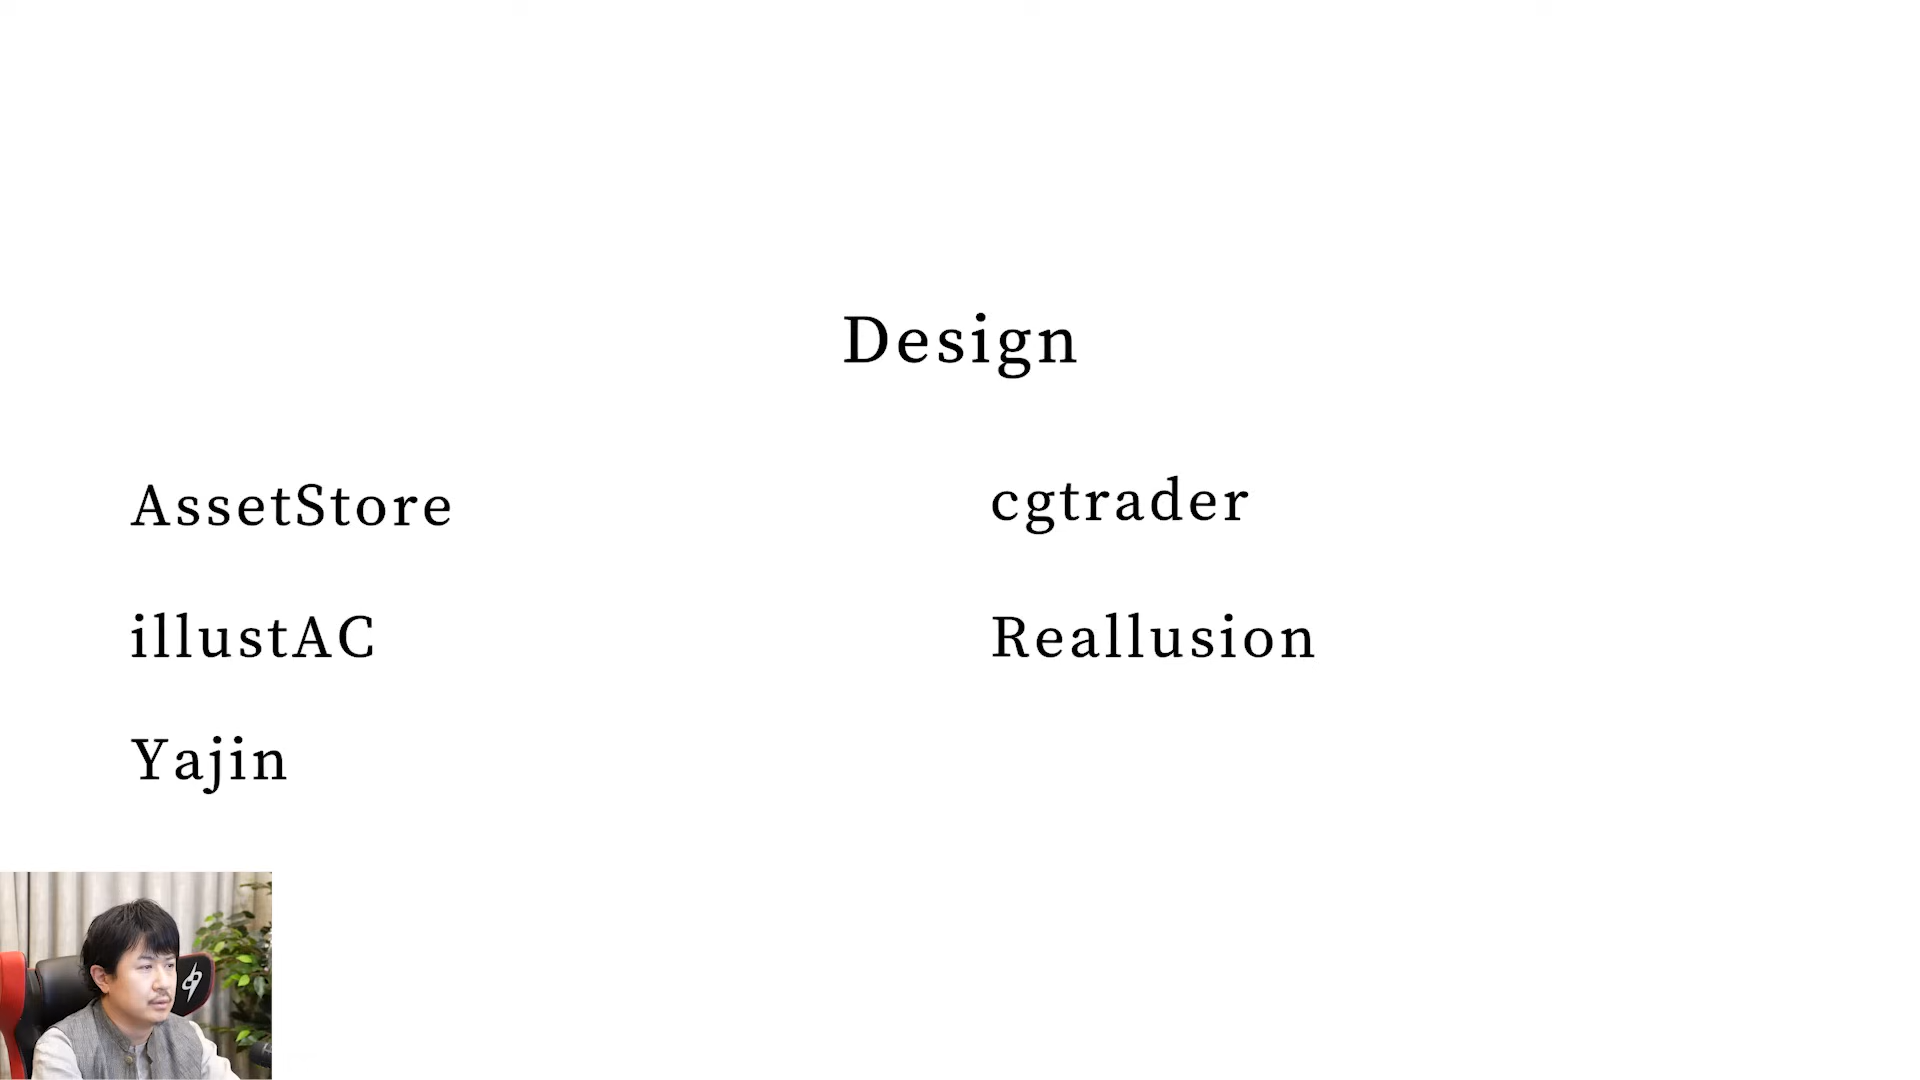 Design
AssetStore
cgtrader
illustAC
Reallusion
Yajin